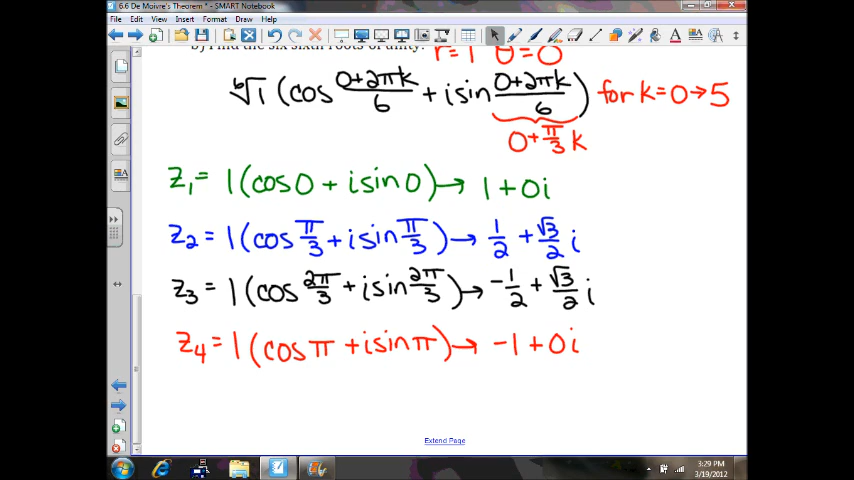 6.6 De Moivre's Theorem * - SMART Notebook
File Edit View Insert Format Draw Help
b) Find the six sixth roots of unity. r = 1 θ = 0
⁶√1 (cos (0+2πk)/6 + i sin (0+2πk)/6) for k = 0 → 5
0 + π/3 k
z₁ = 1(cos 0 + i sin 0) → 1 + 0i
z₂ = 1(cos π/3 + i sin π/3) → 1/2 + √3/2 i
z₃ = 1(cos 2π/3 + i sin 2π/3) → -1/2 + √3/2 i
z₄ = 1(cos π + i sin π) → -1 + 0i
Extend Page
3:29 PM
3/19/2012